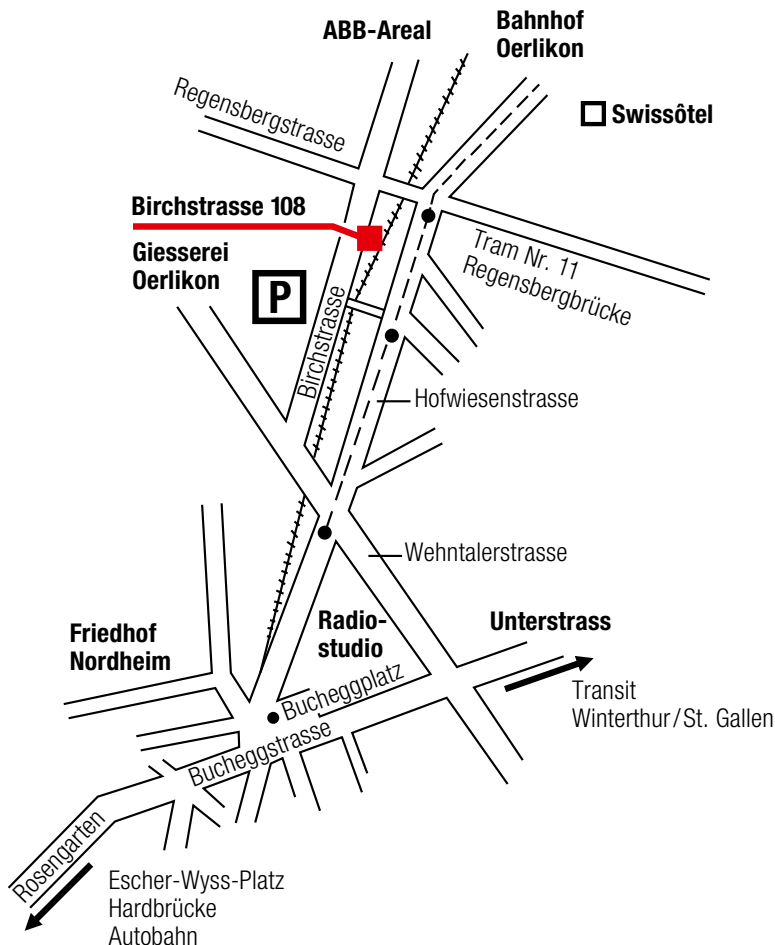 ABB-Areal
Bahnhof
Oerlikon
Swissôtel
Regensbergstrasse
Birchstrasse 108
Giesserei
Oerlikon
P
Tram Nr. 11
Regensbergbrücke
Birchstrasse
Hofwiesenstrasse
Wehntalerstrasse
Friedhof
Nordheim
Radio-
studio
Unterstrass
Bucheggplatz
Transit
Winterthur/St. Gallen
Bucheggstrasse
Rosengarten
Escher-Wyss-Platz
Hardbrücke
Autobahn